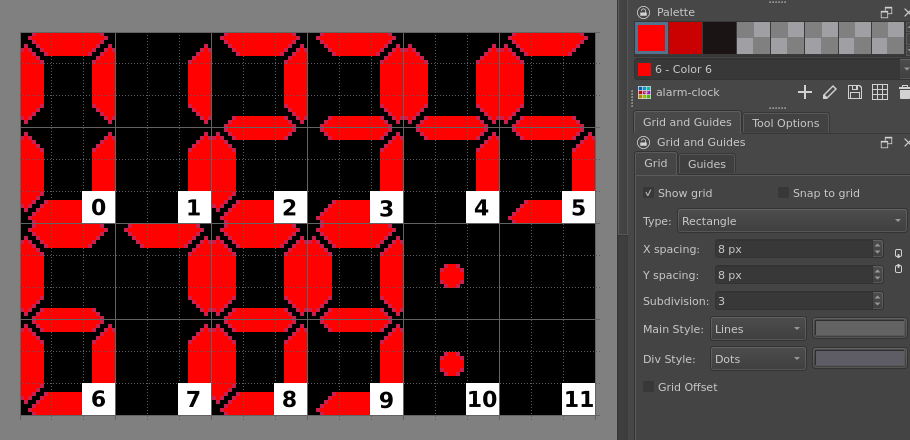 Palette
6 - Color 6
alarm-clock
Grid and Guides
Tool Options
Grid and Guides
Grid
Guides
Show grid
Snap to grid
Type:
Rectangle
X spacing:
8 px
Y spacing:
8 px
Subdivision:
3
Main Style:
Lines
Div Style:
Dots
Grid Offset
0
1
2
3
4
5
6
7
8
9
10
11